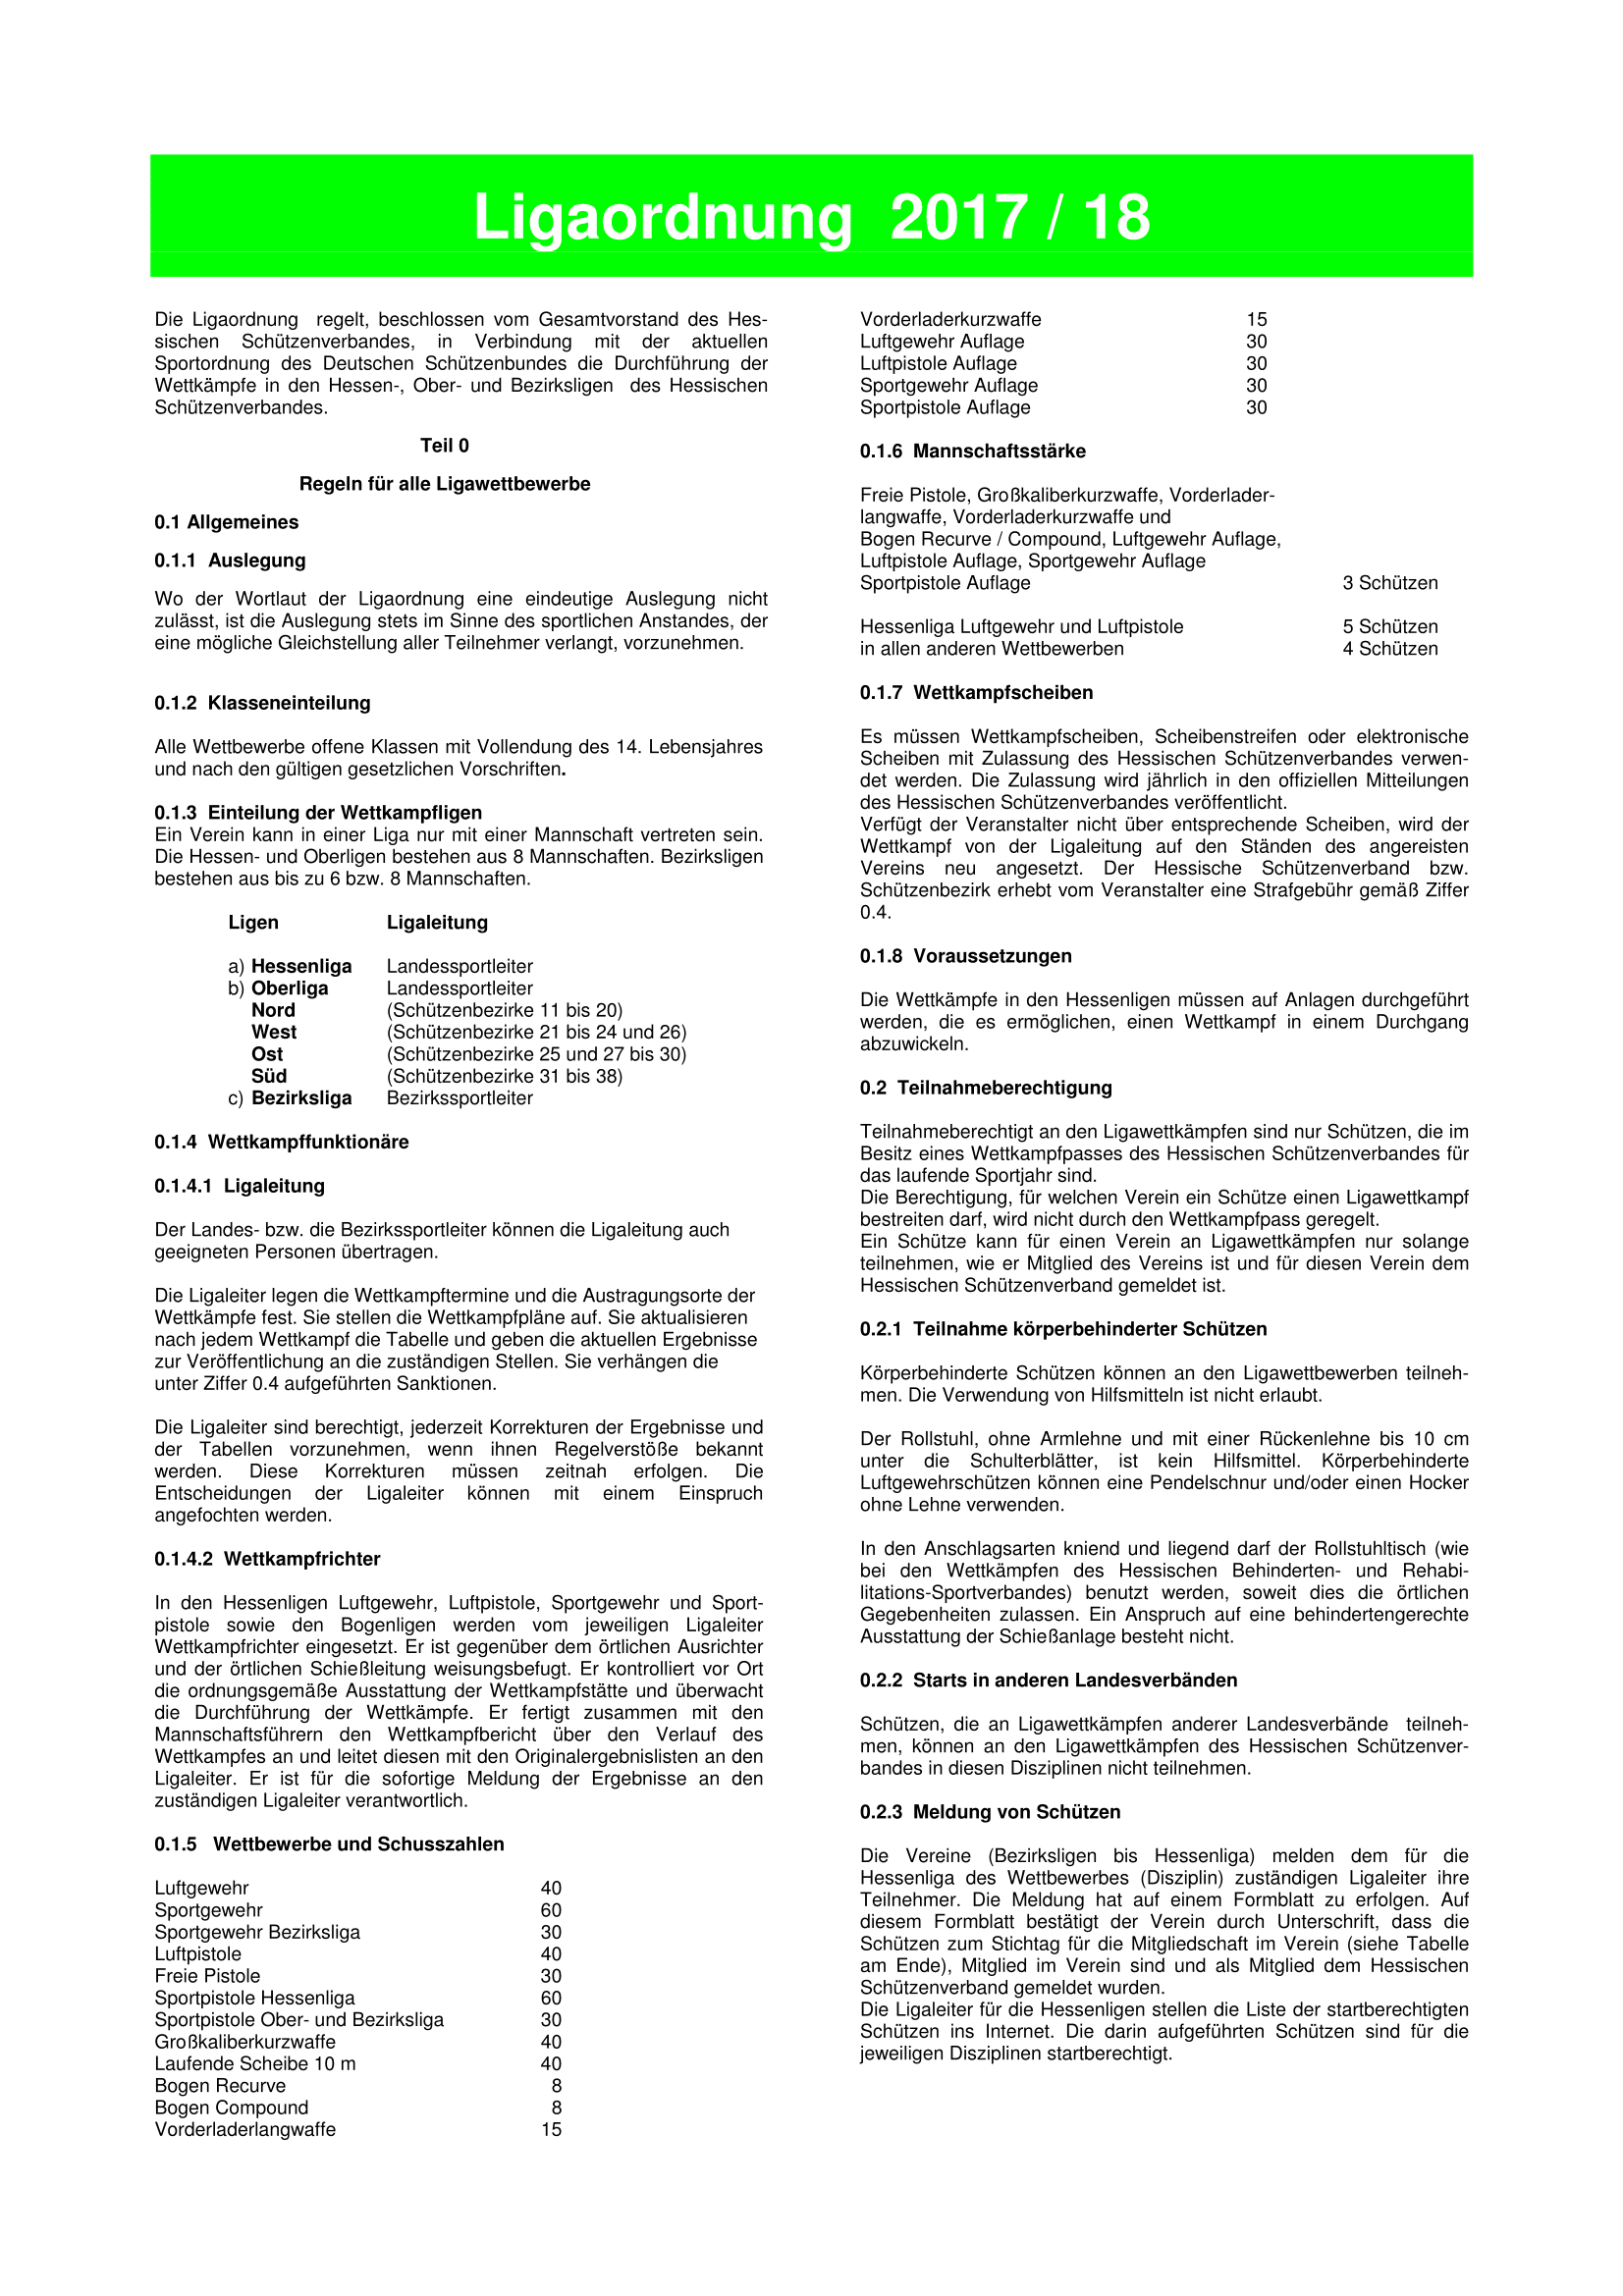 Ligaordnung 2017 / 18
Die Ligaordnung regelt, beschlossen vom Gesamtvorstand des Hes-
sischen Schützenverbandes, in Verbindung mit der aktuellen
Sportordnung des Deutschen Schützenbundes die Durchführung der
Wettkämpfe in den Hessen-, Ober- und Bezirksligen des Hessischen
Schützenverbandes.
Teil 0
Regeln für alle Ligawettbewerbe
0.1 Allgemeines
0.1.1 Auslegung
Wo der Wortlaut der Ligaordnung eine eindeutige Auslegung nicht
zulässt, ist die Auslegung stets im Sinne des sportlichen Anstandes, der
eine mögliche Gleichstellung aller Teilnehmer verlangt, vorzunehmen.
0.1.2 Klasseneinteilung
Alle Wettbewerbe offene Klassen mit Vollendung des 14. Lebensjahres
und nach den gültigen gesetzlichen Vorschriften.
0.1.3 Einteilung der Wettkampfligen
Ein Verein kann in einer Liga nur mit einer Mannschaft vertreten sein.
Die Hessen- und Oberligen bestehen aus 8 Mannschaften. Bezirksligen
bestehen aus bis zu 6 bzw. 8 Mannschaften.
Ligen Ligaleitung
a) Hessenliga Landessportleiter
b) Oberliga Landessportleiter
Nord (Schützenbezirke 11 bis 20)
West (Schützenbezirke 21 bis 24 und 26)
Ost (Schützenbezirke 25 und 27 bis 30)
Süd (Schützenbezirke 31 bis 38)
c) Bezirksliga Bezirkssportleiter
0.1.4 Wettkampffunktionäre
0.1.4.1 Ligaleitung
Der Landes- bzw. die Bezirkssportleiter können die Ligaleitung auch
geeigneten Personen übertragen.
Die Ligaleiter legen die Wettkampftermine und die Austragungsorte der
Wettkämpfe fest. Sie stellen die Wettkampfpläne auf. Sie aktualisieren
nach jedem Wettkampf die Tabelle und geben die aktuellen Ergebnisse
zur Veröffentlichung an die zuständigen Stellen. Sie verhängen die
unter Ziffer 0.4 aufgeführten Sanktionen.
Die Ligaleiter sind berechtigt, jederzeit Korrekturen der Ergebnisse und
der Tabellen vorzunehmen, wenn ihnen Regelverstöße bekannt
werden. Diese Korrekturen müssen zeitnah erfolgen. Die
Entscheidungen der Ligaleiter können mit einem Einspruch
angefochten werden.
0.1.4.2 Wettkampfrichter
In den Hessenligen Luftgewehr, Luftpistole, Sportgewehr und Sport-
pistole sowie den Bogenligen werden vom jeweiligen Ligaleiter
Wettkampfrichter eingesetzt. Er ist gegenüber dem örtlichen Ausrichter
und der örtlichen Schießleitung weisungsbefugt. Er kontrolliert vor Ort
die ordnungsgemäße Ausstattung der Wettkampfstätte und überwacht
die Durchführung der Wettkämpfe. Er fertigt zusammen mit den
Mannschaftsführern den Wettkampfbericht über den Verlauf des
Wettkampfes an und leitet diesen mit den Originalergebnislisten an den
Ligaleiter. Er ist für die sofortige Meldung der Ergebnisse an den
zuständigen Ligaleiter verantwortlich.
0.1.5 Wettbewerbe und Schusszahlen
Luftgewehr 40
Sportgewehr 60
Sportgewehr Bezirksliga 30
Luftpistole 40
Freie Pistole 30
Sportpistole Hessenliga 60
Sportpistole Ober- und Bezirksliga 30
Großkaliberkurzwaffe 40
Laufende Scheibe 10 m 40
Bogen Recurve 8
Bogen Compound 8
Vorderladerlangwaffe 15
Vorderladerkurzwaffe 15
Luftgewehr Auflage 30
Luftpistole Auflage 30
Sportgewehr Auflage 30
Sportpistole Auflage 30
0.1.6 Mannschaftsstärke
Freie Pistole, Großkaliberkurzwaffe, Vorderlader-
langwaffe, Vorderladerkurzwaffe und
Bogen Recurve / Compound, Luftgewehr Auflage,
Luftpistole Auflage, Sportgewehr Auflage
Sportpistole Auflage 3 Schützen
Hessenliga Luftgewehr und Luftpistole 5 Schützen
in allen anderen Wettbewerben 4 Schützen
0.1.7 Wettkampfscheiben
Es müssen Wettkampfscheiben, Scheibenstreifen oder elektronische
Scheiben mit Zulassung des Hessischen Schützenverbandes verwen-
det werden. Die Zulassung wird jährlich in den offiziellen Mitteilungen
des Hessischen Schützenverbandes veröffentlicht.
Verfügt der Veranstalter nicht über entsprechende Scheiben, wird der
Wettkampf von der Ligaleitung auf den Ständen des angereisten
Vereins neu angesetzt. Der Hessische Schützenverband bzw.
Schützenbezirk erhebt vom Veranstalter eine Strafgebühr gemäß Ziffer
0.4.
0.1.8 Voraussetzungen
Die Wettkämpfe in den Hessenligen müssen auf Anlagen durchgeführt
werden, die es ermöglichen, einen Wettkampf in einem Durchgang
abzuwickeln.
0.2 Teilnahmeberechtigung
Teilnahmeberechtigt an den Ligawettkämpfen sind nur Schützen, die im
Besitz eines Wettkampfpasses des Hessischen Schützenverbandes für
das laufende Sportjahr sind.
Die Berechtigung, für welchen Verein ein Schütze einen Ligawettkampf
bestreiten darf, wird nicht durch den Wettkampfpass geregelt.
Ein Schütze kann für einen Verein an Ligawettkämpfen nur solange
teilnehmen, wie er Mitglied des Vereins ist und für diesen Verein dem
Hessischen Schützenverband gemeldet ist.
0.2.1 Teilnahme körperbehinderter Schützen
Körperbehinderte Schützen können an den Ligawettbewerben teilneh-
men. Die Verwendung von Hilfsmitteln ist nicht erlaubt.
Der Rollstuhl, ohne Armlehne und mit einer Rückenlehne bis 10 cm
unter die Schulterblätter, ist kein Hilfsmittel. Körperbehinderte
Luftgewehrschützen können eine Pendelschnur und/oder einen Hocker
ohne Lehne verwenden.
In den Anschlagsarten kniend und liegend darf der Rollstuhltisch (wie
bei den Wettkämpfen des Hessischen Behinderten- und Rehabi-
litations-Sportverbandes) benutzt werden, soweit dies die örtlichen
Gegebenheiten zulassen. Ein Anspruch auf eine behindertengerechte
Ausstattung der Schießanlage besteht nicht.
0.2.2 Starts in anderen Landesverbänden
Schützen, die an Ligawettkämpfen anderer Landesverbände teilneh-
men, können an den Ligawettkämpfen des Hessischen Schützenver-
bandes in diesen Disziplinen nicht teilnehmen.
0.2.3 Meldung von Schützen
Die Vereine (Bezirksligen bis Hessenliga) melden dem für die
Hessenliga des Wettbewerbes (Disziplin) zuständigen Ligaleiter ihre
Teilnehmer. Die Meldung hat auf einem Formblatt zu erfolgen. Auf
diesem Formblatt bestätigt der Verein durch Unterschrift, dass die
Schützen zum Stichtag für die Mitgliedschaft im Verein (siehe Tabelle
am Ende), Mitglied im Verein sind und als Mitglied dem Hessischen
Schützenverband gemeldet wurden.
Die Ligaleiter für die Hessenligen stellen die Liste der startberechtigten
Schützen ins Internet. Die darin aufgeführten Schützen sind für die
jeweiligen Disziplinen startberechtigt.